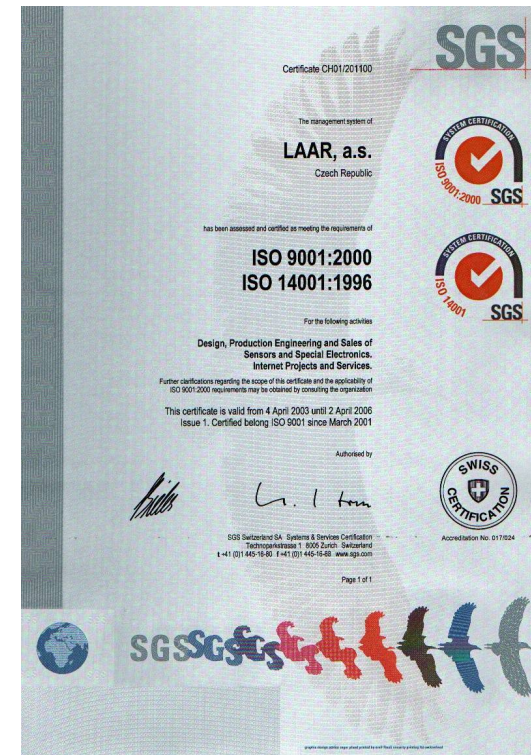 SGS
Certificate CH01/201100
The management system of
LAAR, a.s.
Czech Republic
SYSTEM CERTIFICATION
ISO 9001:2000
SGS
has been assessed and certified as meeting the requirements of
ISO 9001:2000
ISO 14001:1996
SYSTEM CERTIFICATION
ISO 14001
SGS
For the following activities
Design, Production Engineering and Sales of
Sensors and Special Electronics.
Internet Projects and Services.
Further clarifications regarding the scope of this certificate and the applicability of
ISO 9001:2000 requirements may be obtained by consulting the organization
This certificate is valid from 4 April 2003 until 2 April 2006
Issue 1. Certified belong ISO 9001 since March 2001
Authorised by
SWISS
CERTIFICATION
Accreditation No. 017/024
SGS Switzerland SA Systems & Services Certification
Technoparkstrasse 1 8005 Zurich Switzerland
t +41 (0)1 445-16-80 f +41 (0)1 445-16-88 www.sgs.com
Page 1 of 1
SGSSGSSGS